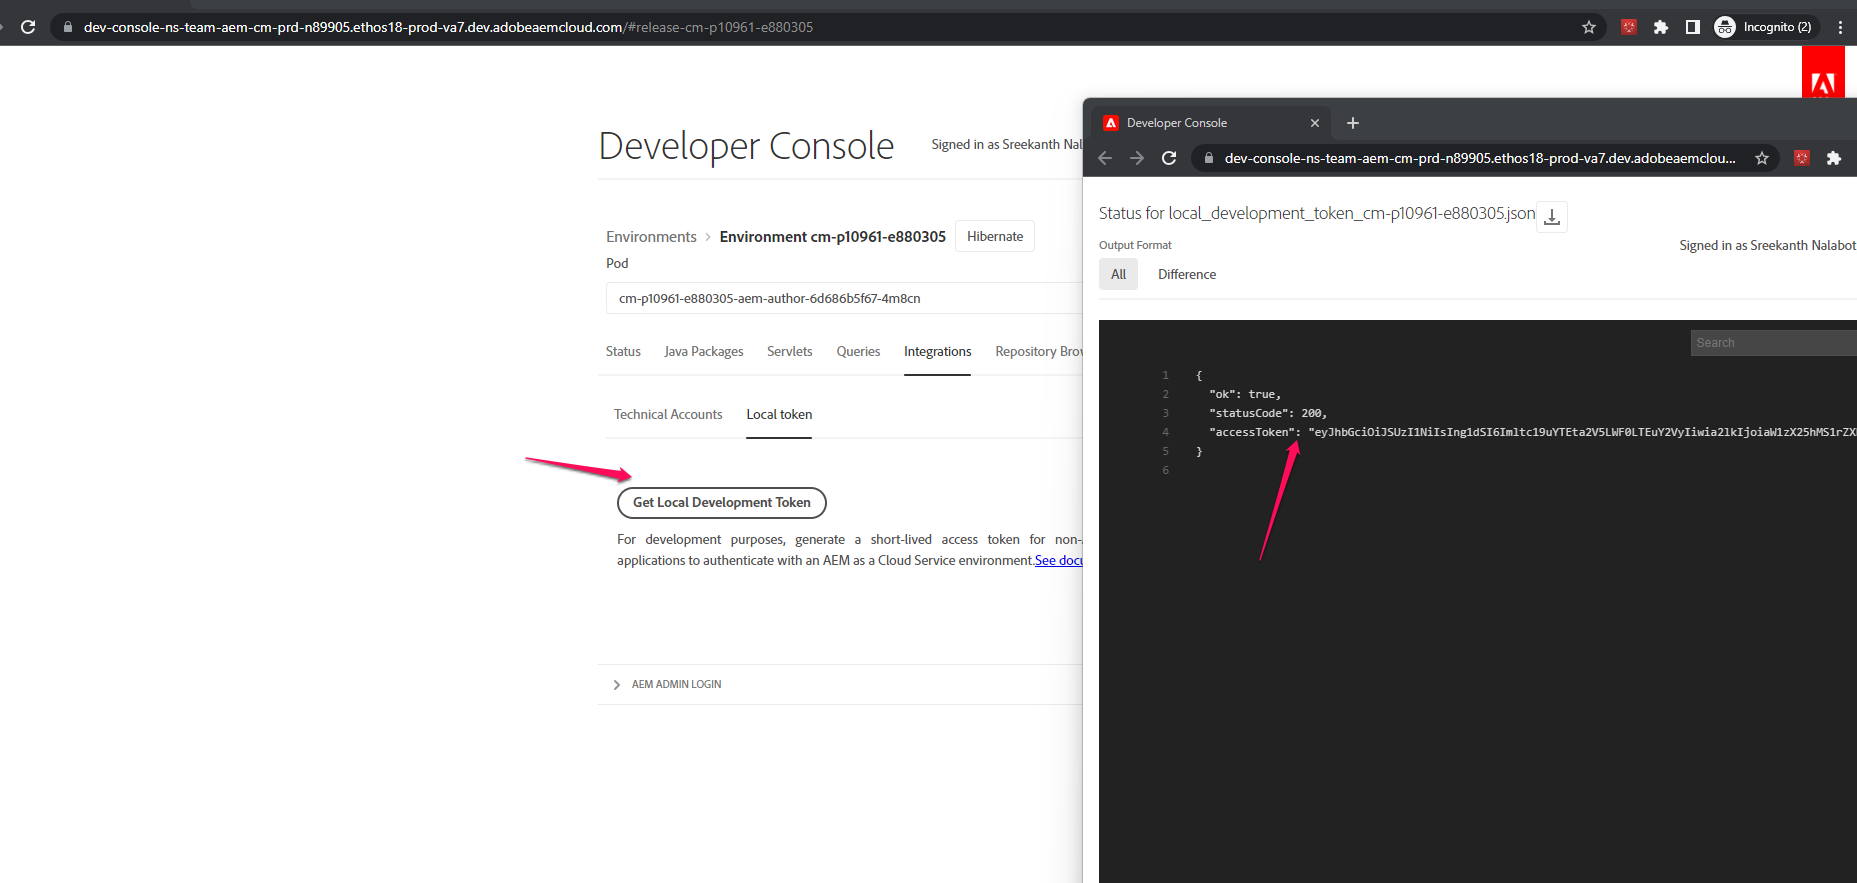 dev-console-ns-team-aem-cm-prd-n89905.ethos18-prod-va7.dev.adobeaemcloud.com/#release-cm-p10961-e880305
Incognito (2)
Developer Console
Signed in as Sreekanth Nal
Environments > Environment cm-p10961-e880305
Hibernate
Pod
cm-p10961-e880305-aem-author-6d686b5f67-4m8cn
Status
Java Packages
Servlets
Queries
Integrations
Repository Brow
Technical Accounts
Local token
Get Local Development Token
For development purposes, generate a short-lived access token for non-
applications to authenticate with an AEM as a Cloud Service environment.See docu
AEM ADMIN LOGIN
Developer Console
dev-console-ns-team-aem-cm-prd-n89905.ethos18-prod-va7.dev.adobeaemclou...
Status for local_development_token_cm-p10961-e880305.json
Output Format
Signed in as Sreekanth Nalabot
All
Difference
Search
1 {
2 "ok": true,
3 "statusCode": 200,
4 "accessToken": "eyJhbGciOiJSUzI1NiIsIng1dSI6Imltc19uYTEta2V5LWF0LTEuY2VyIiwia2lkIjoiaW1zX25hMS1rZX
5 }
6